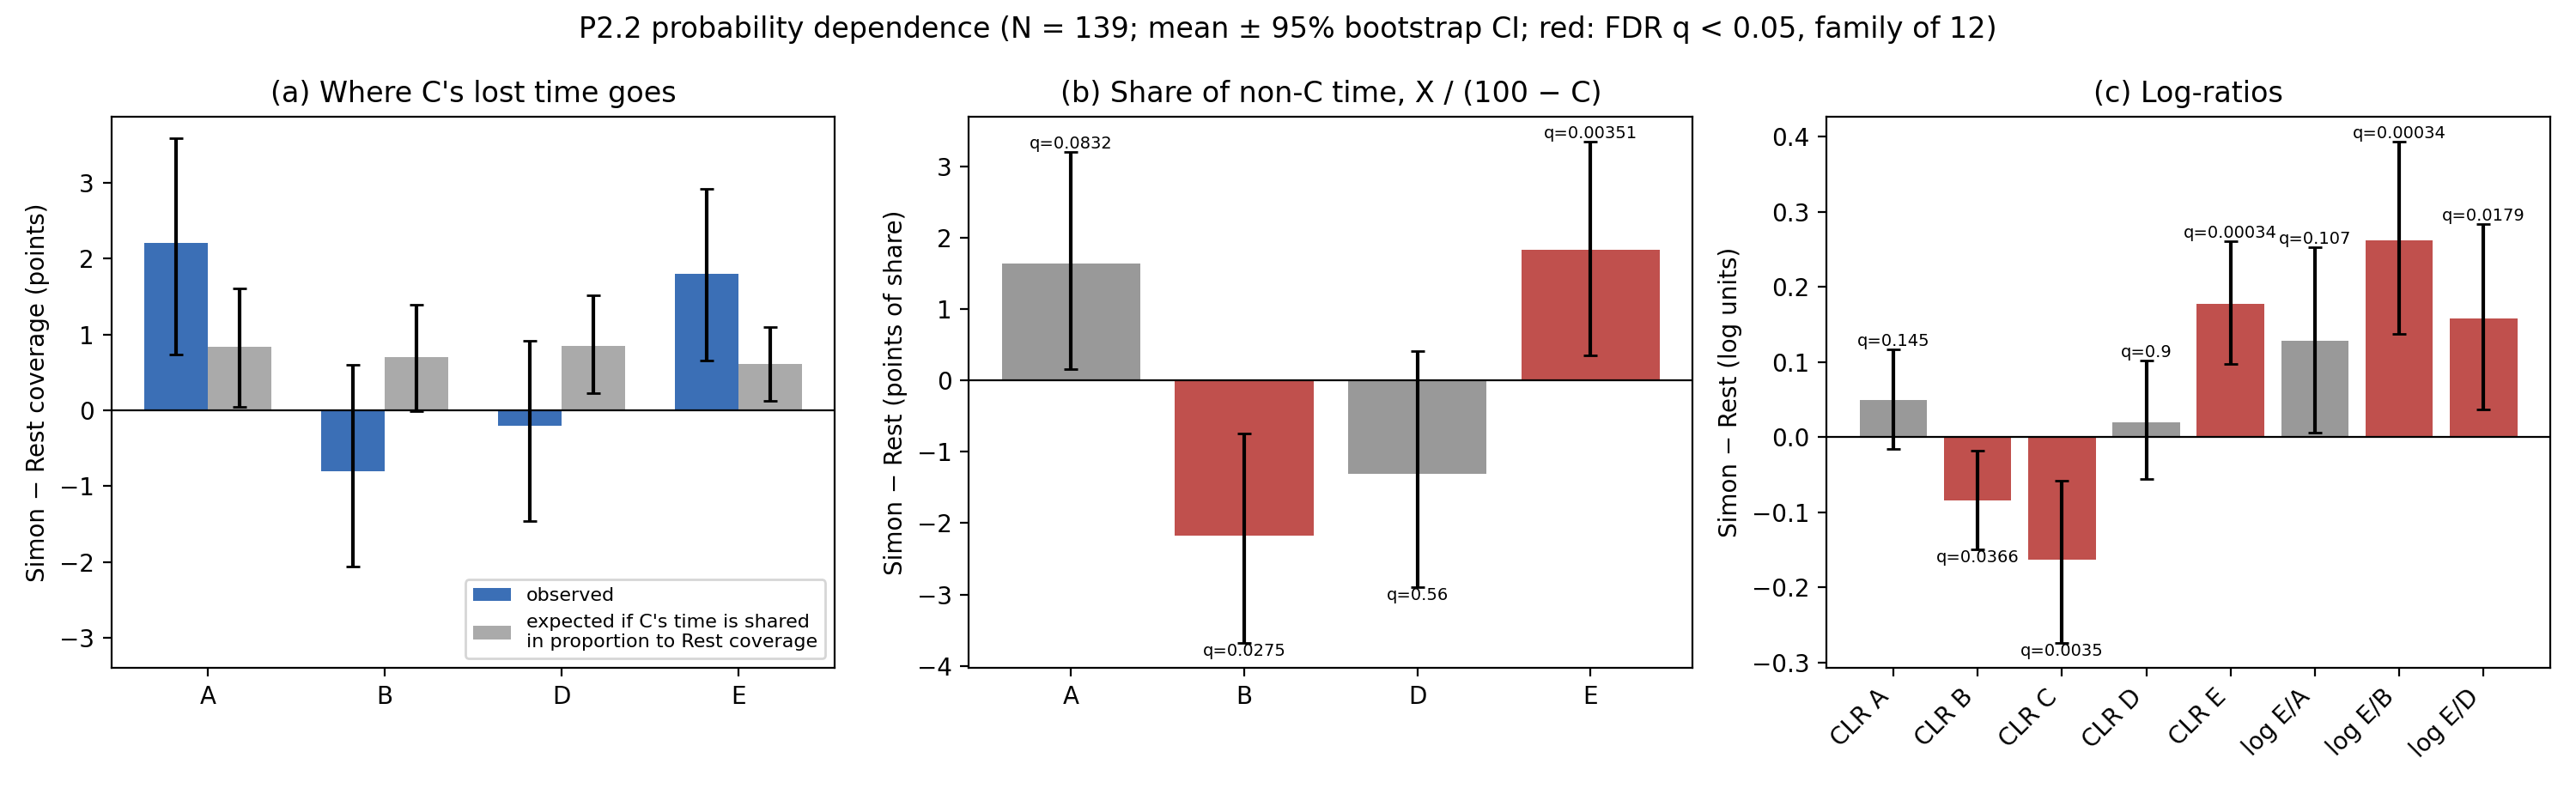 P2.2 probability dependence (N = 139; mean ± 95% bootstrap CI; red: FDR q < 0.05, family of 12)
(a) Where C's lost time goes
Simon − Rest coverage (points)
3
2
1
0
−1
−2
−3
A
B
D
E
observed
expected if C's time is shared
in proportion to Rest coverage
(b) Share of non-C time, X / (100 − C)
Simon − Rest (points of share)
3
2
1
0
−1
−2
−3
−4
q=0.0832
q=0.0275
q=0.56
q=0.00351
A
B
D
E
(c) Log-ratios
Simon − Rest (log units)
0.4
0.3
0.2
0.1
0.0
−0.1
−0.2
−0.3
q=0.145
q=0.0366
q=0.0035
q=0.9
q=0.00034
q=0.107
q=0.00034
q=0.0179
CLR A
CLR B
CLR C
CLR D
CLR E
log E/A
log E/B
log E/D